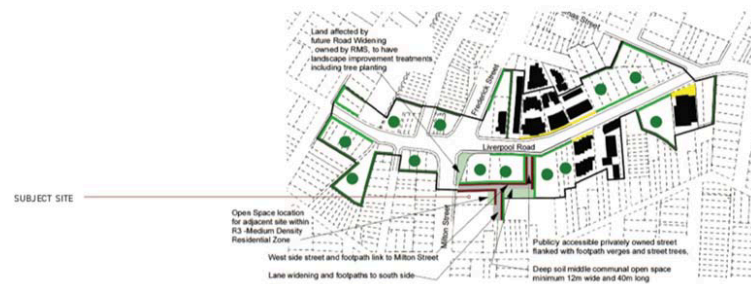 Land affected by
future Road Widening
, owned by RMS, to have
landscape improvement treatments
including tree planting
Street
Frederick Street
Liverpool Road
SUBJECT SITE
Open Space location
for adjacent site within
R3 -Medium Density
Residential Zone
Milton Street
West side street and footpath link to Milton Street
Lane widening and footpaths to south side
Publicly accessible privately owned street
flanked with footpath verges and street trees,
Deep soil middle communal open space
minimum 12m wide and 40m long